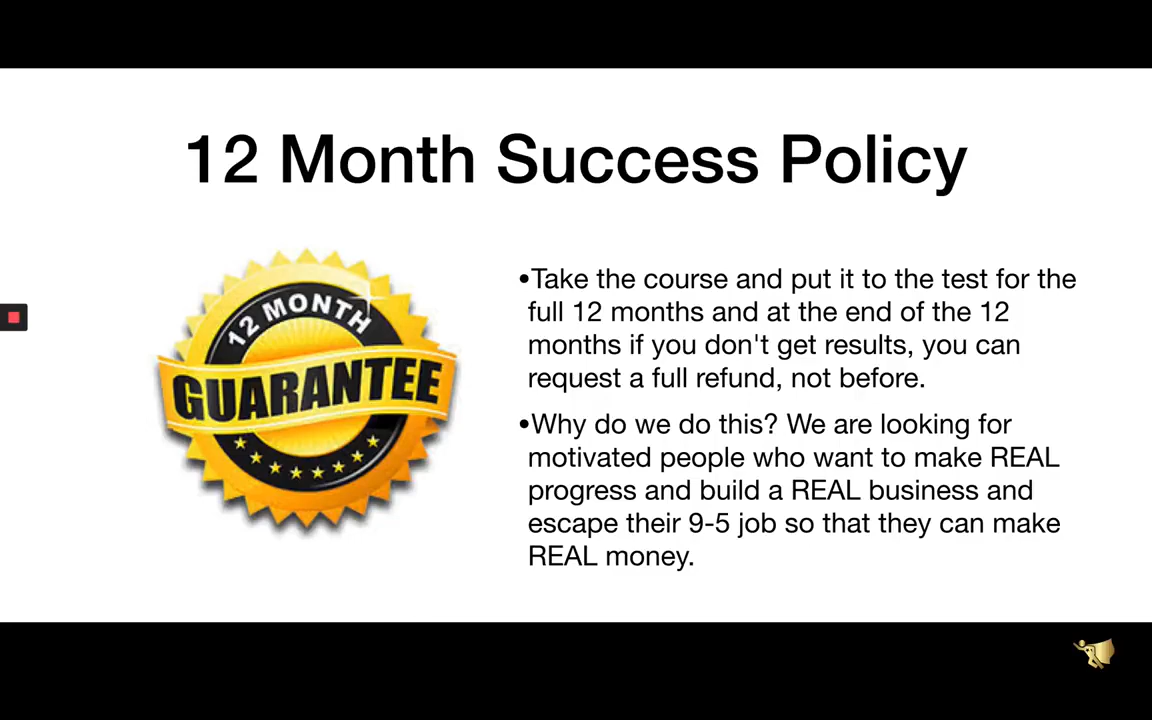 12 Month Success Policy
12 MONTH
GUARANTEE
•Take the course and put it to the test for the
full 12 months and at the end of the 12
months if you don't get results, you can
request a full refund, not before.
•Why do we do this? We are looking for
motivated people who want to make REAL
progress and build a REAL business and
escape their 9-5 job so that they can make
REAL money.